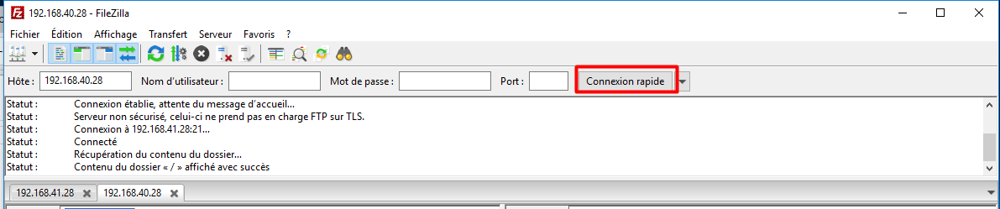 192.168.40.28 - FileZilla
Fichier Édition Affichage Transfert Serveur Favoris ?
Hôte : 192.168.40.28 Nom d'utilisateur : Mot de passe : Port : Connexion rapide
Statut : Connexion établie, attente du message d'accueil...
Statut : Serveur non sécurisé, celui-ci ne prend pas en charge FTP sur TLS.
Statut : Connexion à 192.168.41.28:21...
Statut : Connecté
Statut : Récupération du contenu du dossier...
Statut : Contenu du dossier « / » affiché avec succès
192.168.41.28 192.168.40.28